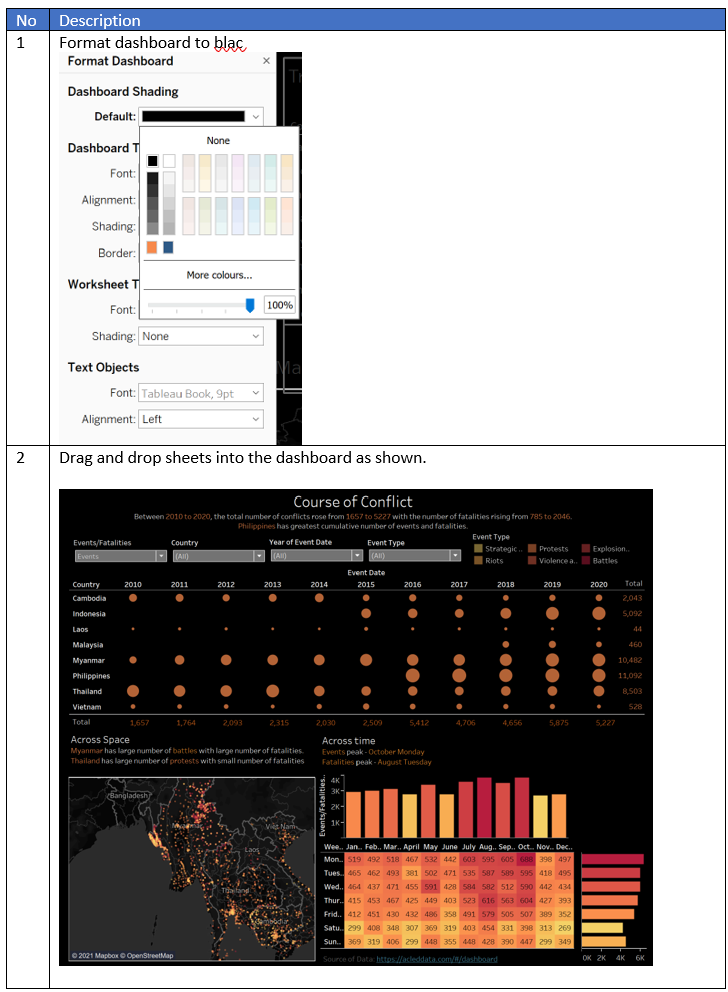 No Description
1 Format dashboard to blac
Format Dashboard ×
Dashboard Shading
Default:
None
Dashboard T
Font:
Alignment:
Shading:
Border:
More colours...
Worksheet T
Font: 100%
Shading: None
Text Objects
Font: Tableau Book, 9pt
Alignment: Left
2 Drag and drop sheets into the dashboard as shown.
Course of Conflict
Between 2010 to 2020, the total number of conflicts rose from 1657 to 5227 with the number of fatalities rising from 785 to 2046.
Philippines has greatest cumulative number of events and fatalities.
Events/Fatalities Country Year of Event Date Event Type Event Type
Events (All) (All) (All) Strategic .. Protests Explosion..
Riots Violence a.. Battles
Event Date
Country 2010 2011 2012 2013 2014 2015 2016 2017 2018 2019 2020 Total
Cambodia 2,043
Indonesia 5,092
Laos 44
Malaysia 460
Myanmar 10,482
Philippines 11,092
Thailand 8,503
Vietnam 528
Total 1,657 1,764 2,093 2,315 2,030 2,509 5,412 4,706 4,656 5,875 5,227
Across Space
Myanmar has large number of battles with large number of fatalities.
Thailand has large number of protests with small number of fatalities
Bangladesh
Myanmar
Viet Nam
Laos
Thailand
Cambodia
© 2021 Mapbox © OpenStreetMap
Across time
Events peak - October Monday
Fatalities peak - August Tuesday
Events/Fatalities..
4K
3K
2K
1K
Wee.. Jan.. Feb.. Mar.. April May June July Aug.. Sep.. Oct.. Nov.. Dec..
Mon.. 519 492 518 467 532 442 603 595 605 688 398 497
Tues.. 465 462 493 381 502 471 535 587 589 595 418 495
Wed.. 464 437 471 455 591 428 584 582 512 590 442 434
Thur.. 415 453 467 425 449 403 523 616 563 604 427 393
Frid.. 412 451 430 432 486 358 491 579 505 507 389 352
Satu.. 299 408 348 307 369 319 403 454 331 398 313 269
Sun.. 369 319 406 299 448 355 448 428 390 447 299 349
0K 2K 4K 6K
Source of Data: https://acleddata.com/#/dashboard